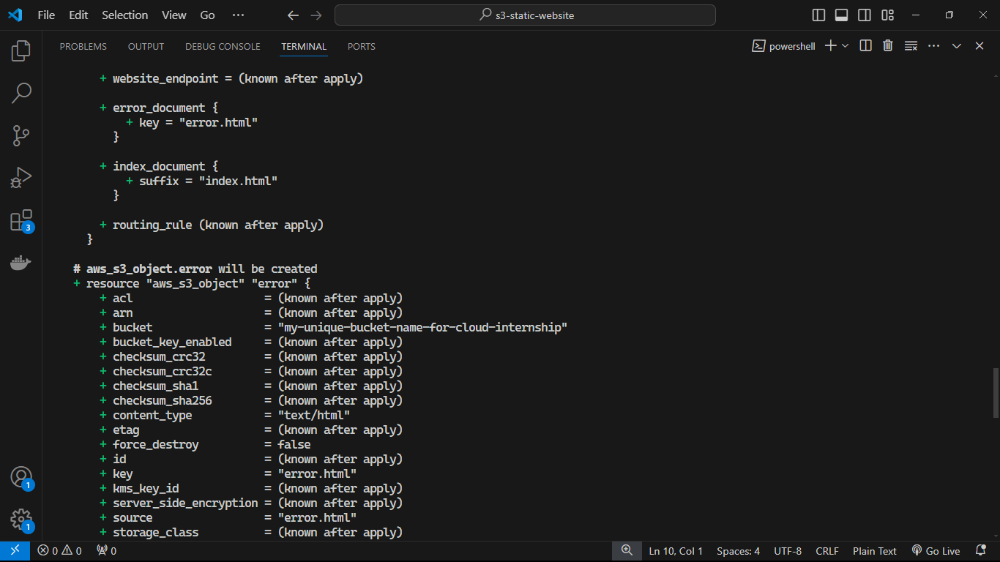 File Edit Selection View Go ··· s3-static-website
PROBLEMS OUTPUT DEBUG CONSOLE TERMINAL PORTS powershell
+ website_endpoint = (known after apply)
+ error_document {
+ key = "error.html"
}
+ index_document {
+ suffix = "index.html"
}
+ routing_rule (known after apply)
}
# aws_s3_object.error will be created
+ resource "aws_s3_object" "error" {
+ acl = (known after apply)
+ arn = (known after apply)
+ bucket = "my-unique-bucket-name-for-cloud-internship"
+ bucket_key_enabled = (known after apply)
+ checksum_crc32 = (known after apply)
+ checksum_crc32c = (known after apply)
+ checksum_sha1 = (known after apply)
+ checksum_sha256 = (known after apply)
+ content_type = "text/html"
+ etag = (known after apply)
+ force_destroy = false
+ id = (known after apply)
+ key = "error.html"
+ kms_key_id = (known after apply)
+ server_side_encryption = (known after apply)
+ source = "error.html"
+ storage_class = (known after apply)
3
1
1
0 0 0 Ln 10, Col 1 Spaces: 4 UTF-8 CRLF Plain Text Go Live